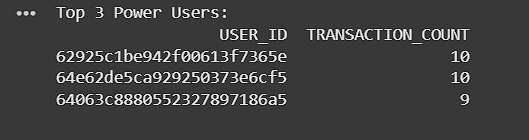 Top 3 Power Users:
USER_ID TRANSACTION_COUNT
62925c1be942f00613f7365e 10
64e62de5ca929250373e6cf5 10
64063c8880552327897186a5 9